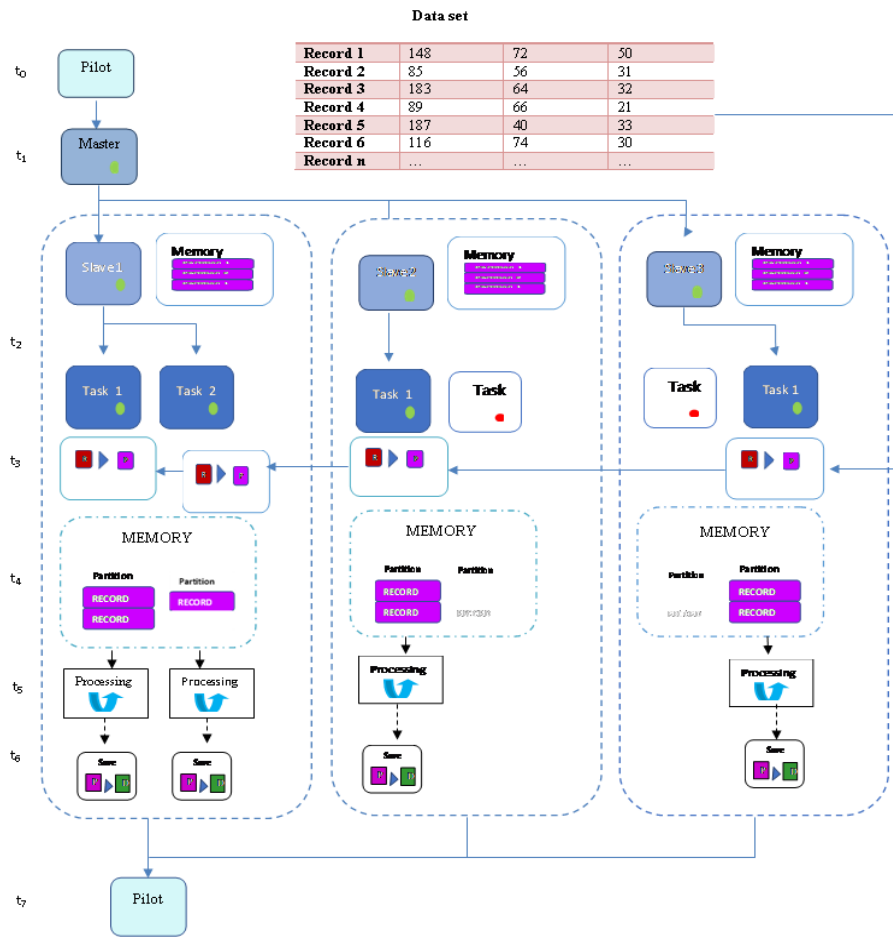 Data set
Record 1 148 72 50
Record 2 85 56 31
Record 3 183 64 32
Record 4 89 66 21
Record 5 187 40 33
Record 6 116 74 30
Record n ... ... ...
t0
Pilot
t1
Master
Slave1
Memory
Slave2
Memory
Slave3
Memory
t2
Task 1
Task 2
Task 1
Task
Task
Task 1
t3
R
R
R
R
MEMORY
MEMORY
MEMORY
t4
Partition
Partition
Partition
Partition
Partition
Partition
RECORD
RECORD
RECORD
RECORD
RECORD
RECORD
RECORD
t5
Processing
Processing
Processing
Processing
t6
Save
Save
Save
Save
t7
Pilot